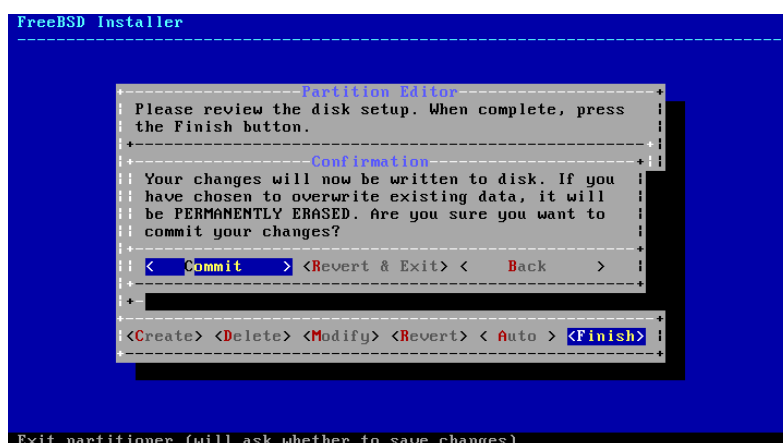 FreeBSD Installer
Partition Editor
Please review the disk setup. When complete, press
the Finish button.
Confirmation
Your changes will now be written to disk. If you
have chosen to overwrite existing data, it will
be PERMANENTLY ERASED. Are you sure you want to
commit your changes?
< Commit > <Revert & Exit> < Back >
<Create> <Delete> <Modify> <Revert> < Auto > <Finish>
Exit partitioner (will ask whether to save changes)